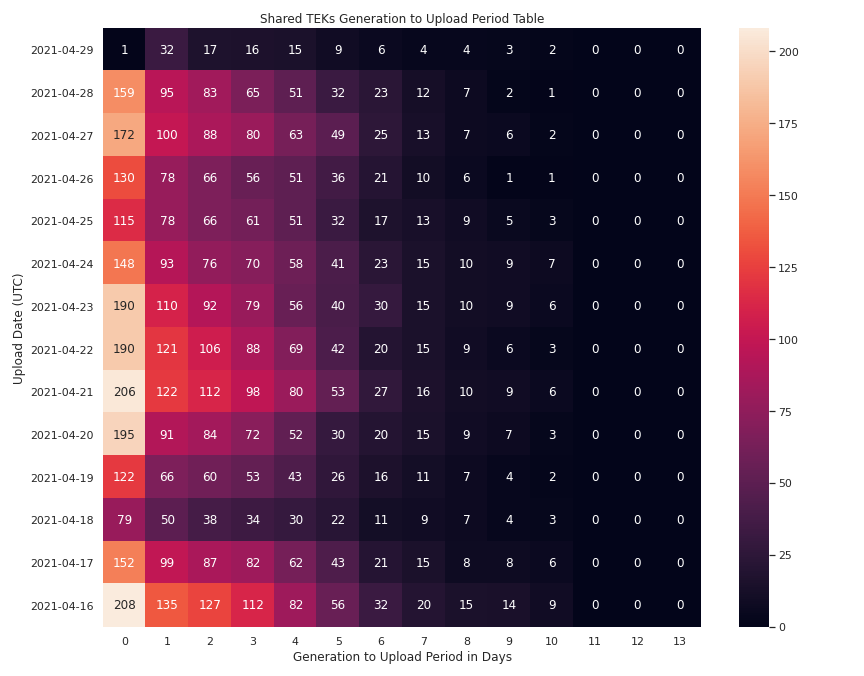 Shared TEKs Generation to Upload Period Table
Upload Date (UTC)
2021-04-29 1 32 17 16 15 9 6 4 4 3 2 0 0 0
2021-04-28 159 95 83 65 51 32 23 12 7 2 1 0 0 0
2021-04-27 172 100 88 80 63 49 25 13 7 6 2 0 0 0
2021-04-26 130 78 66 56 51 36 21 10 6 1 1 0 0 0
2021-04-25 115 78 66 61 51 32 17 13 9 5 3 0 0 0
2021-04-24 148 93 76 70 58 41 23 15 10 9 7 0 0 0
2021-04-23 190 110 92 79 56 40 30 15 10 9 6 0 0 0
2021-04-22 190 121 106 88 69 42 20 15 9 6 3 0 0 0
2021-04-21 206 122 112 98 80 53 27 16 10 9 6 0 0 0
2021-04-20 195 91 84 72 52 30 20 15 9 7 3 0 0 0
2021-04-19 122 66 60 53 43 26 16 11 7 4 2 0 0 0
2021-04-18 79 50 38 34 30 22 11 9 7 4 3 0 0 0
2021-04-17 152 99 87 82 62 43 21 15 8 8 6 0 0 0
2021-04-16 208 135 127 112 82 56 32 20 15 14 9 0 0 0
0 1 2 3 4 5 6 7 8 9 10 11 12 13
Generation to Upload Period in Days
200
175
150
125
100
75
50
25
0